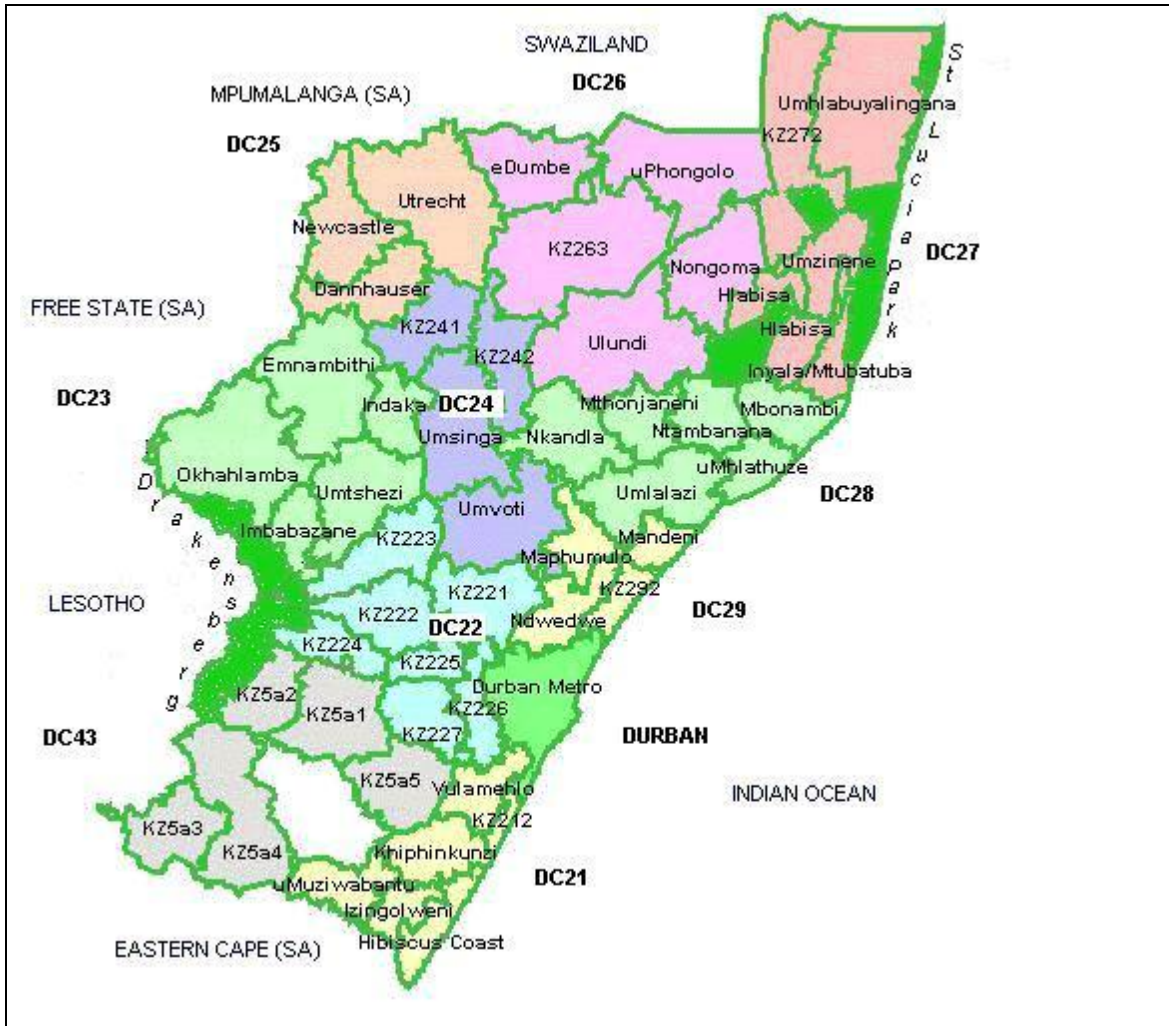 SWAZILAND
DC26
MPUMALANGA (SA)
DC25
St Lucia Park
Umhlabuyalingana
KZ272
eDumbe
uPhongolo
Utrecht
Newcastle
KZ263
DC27
Nongoma
Umzinene
Dannhauser
Hlabisa
FREE STATE (SA)
KZ241
Hlabisa
Ulundi
KZ242
Emnambithi
Inyala/Mtubatuba
DC23
Indaka
DC24
Mthonjaneni
Mbonambi
Umsinga
Nkandla
Ntambanana
uMhlathuze
Okhahlamba
Drakensberg
Umtshezi
Umlalazi
DC28
Umvoti
Imbabazane
KZ223
Mandeni
Maphumulo
KZ221
KZ292
LESOTHO
KZ222
DC22
Ndwedwe
DC29
KZ224
KZ225
KZ5a2
KZ5a1
Durban Metro
KZ226
DC43
KZ227
DURBAN
KZ5a5
Vulamehlo
INDIAN OCEAN
KZ212
KZ5a3
KZ5a4
Khiphinkunzi
DC21
uMuziwabantu
Izingolweni
EASTERN CAPE (SA)
Hibiscus Coast